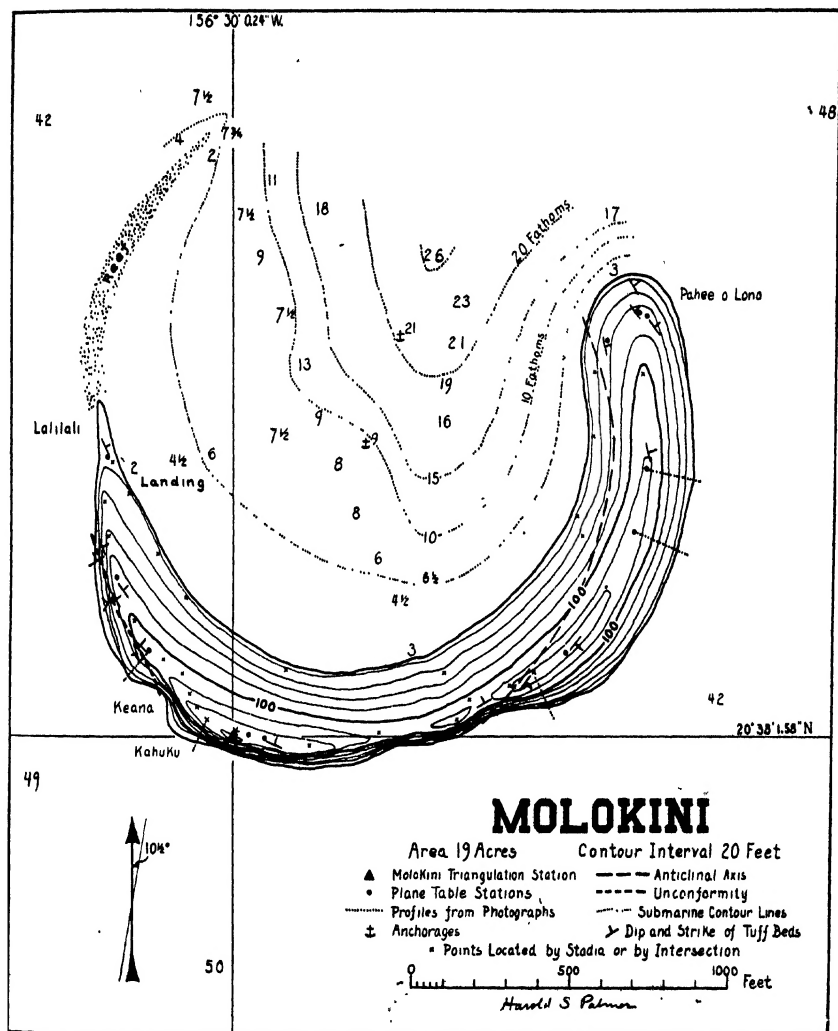 156° 30' 0.24" W.
7½
42
48
4
7¾
2
11
7½
18
17
9
26
20 Fathoms
3
Reef
23
Pahee o Lono
7½
21
21
13
19
10 Fathoms
9
16
Lalilali
7½
9
4½
6
8
15
2
Landing
8
10
6
6½
4½
100
100
3
Keana
100
42
Kahuku
20° 38' 1.58" N
49
MOLOKINI
10½°
Area 19 Acres Contour Interval 20 Feet
Molokini Triangulation Station Anticlinal Axis
Plane Table Stations Unconformity
Profiles from Photographs Submarine Contour Lines
Anchorages Dip and Strike of Tuff Beds
Points Located by Stadia or by Intersection
50
0 500 1000 Feet
Harold S Palmer